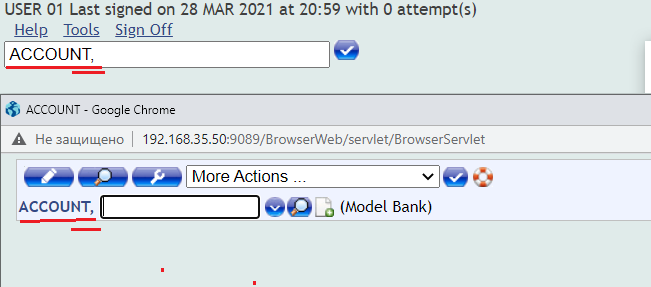 USER 01 Last signed on 28 MAR 2021 at 20:59 with 0 attempt(s)
Help Tools Sign Off
ACCOUNT,
ACCOUNT - Google Chrome
Не защищено 192.168.35.50:9089/BrowserWeb/servlet/BrowserServlet
More Actions ...
ACCOUNT, (Model Bank)